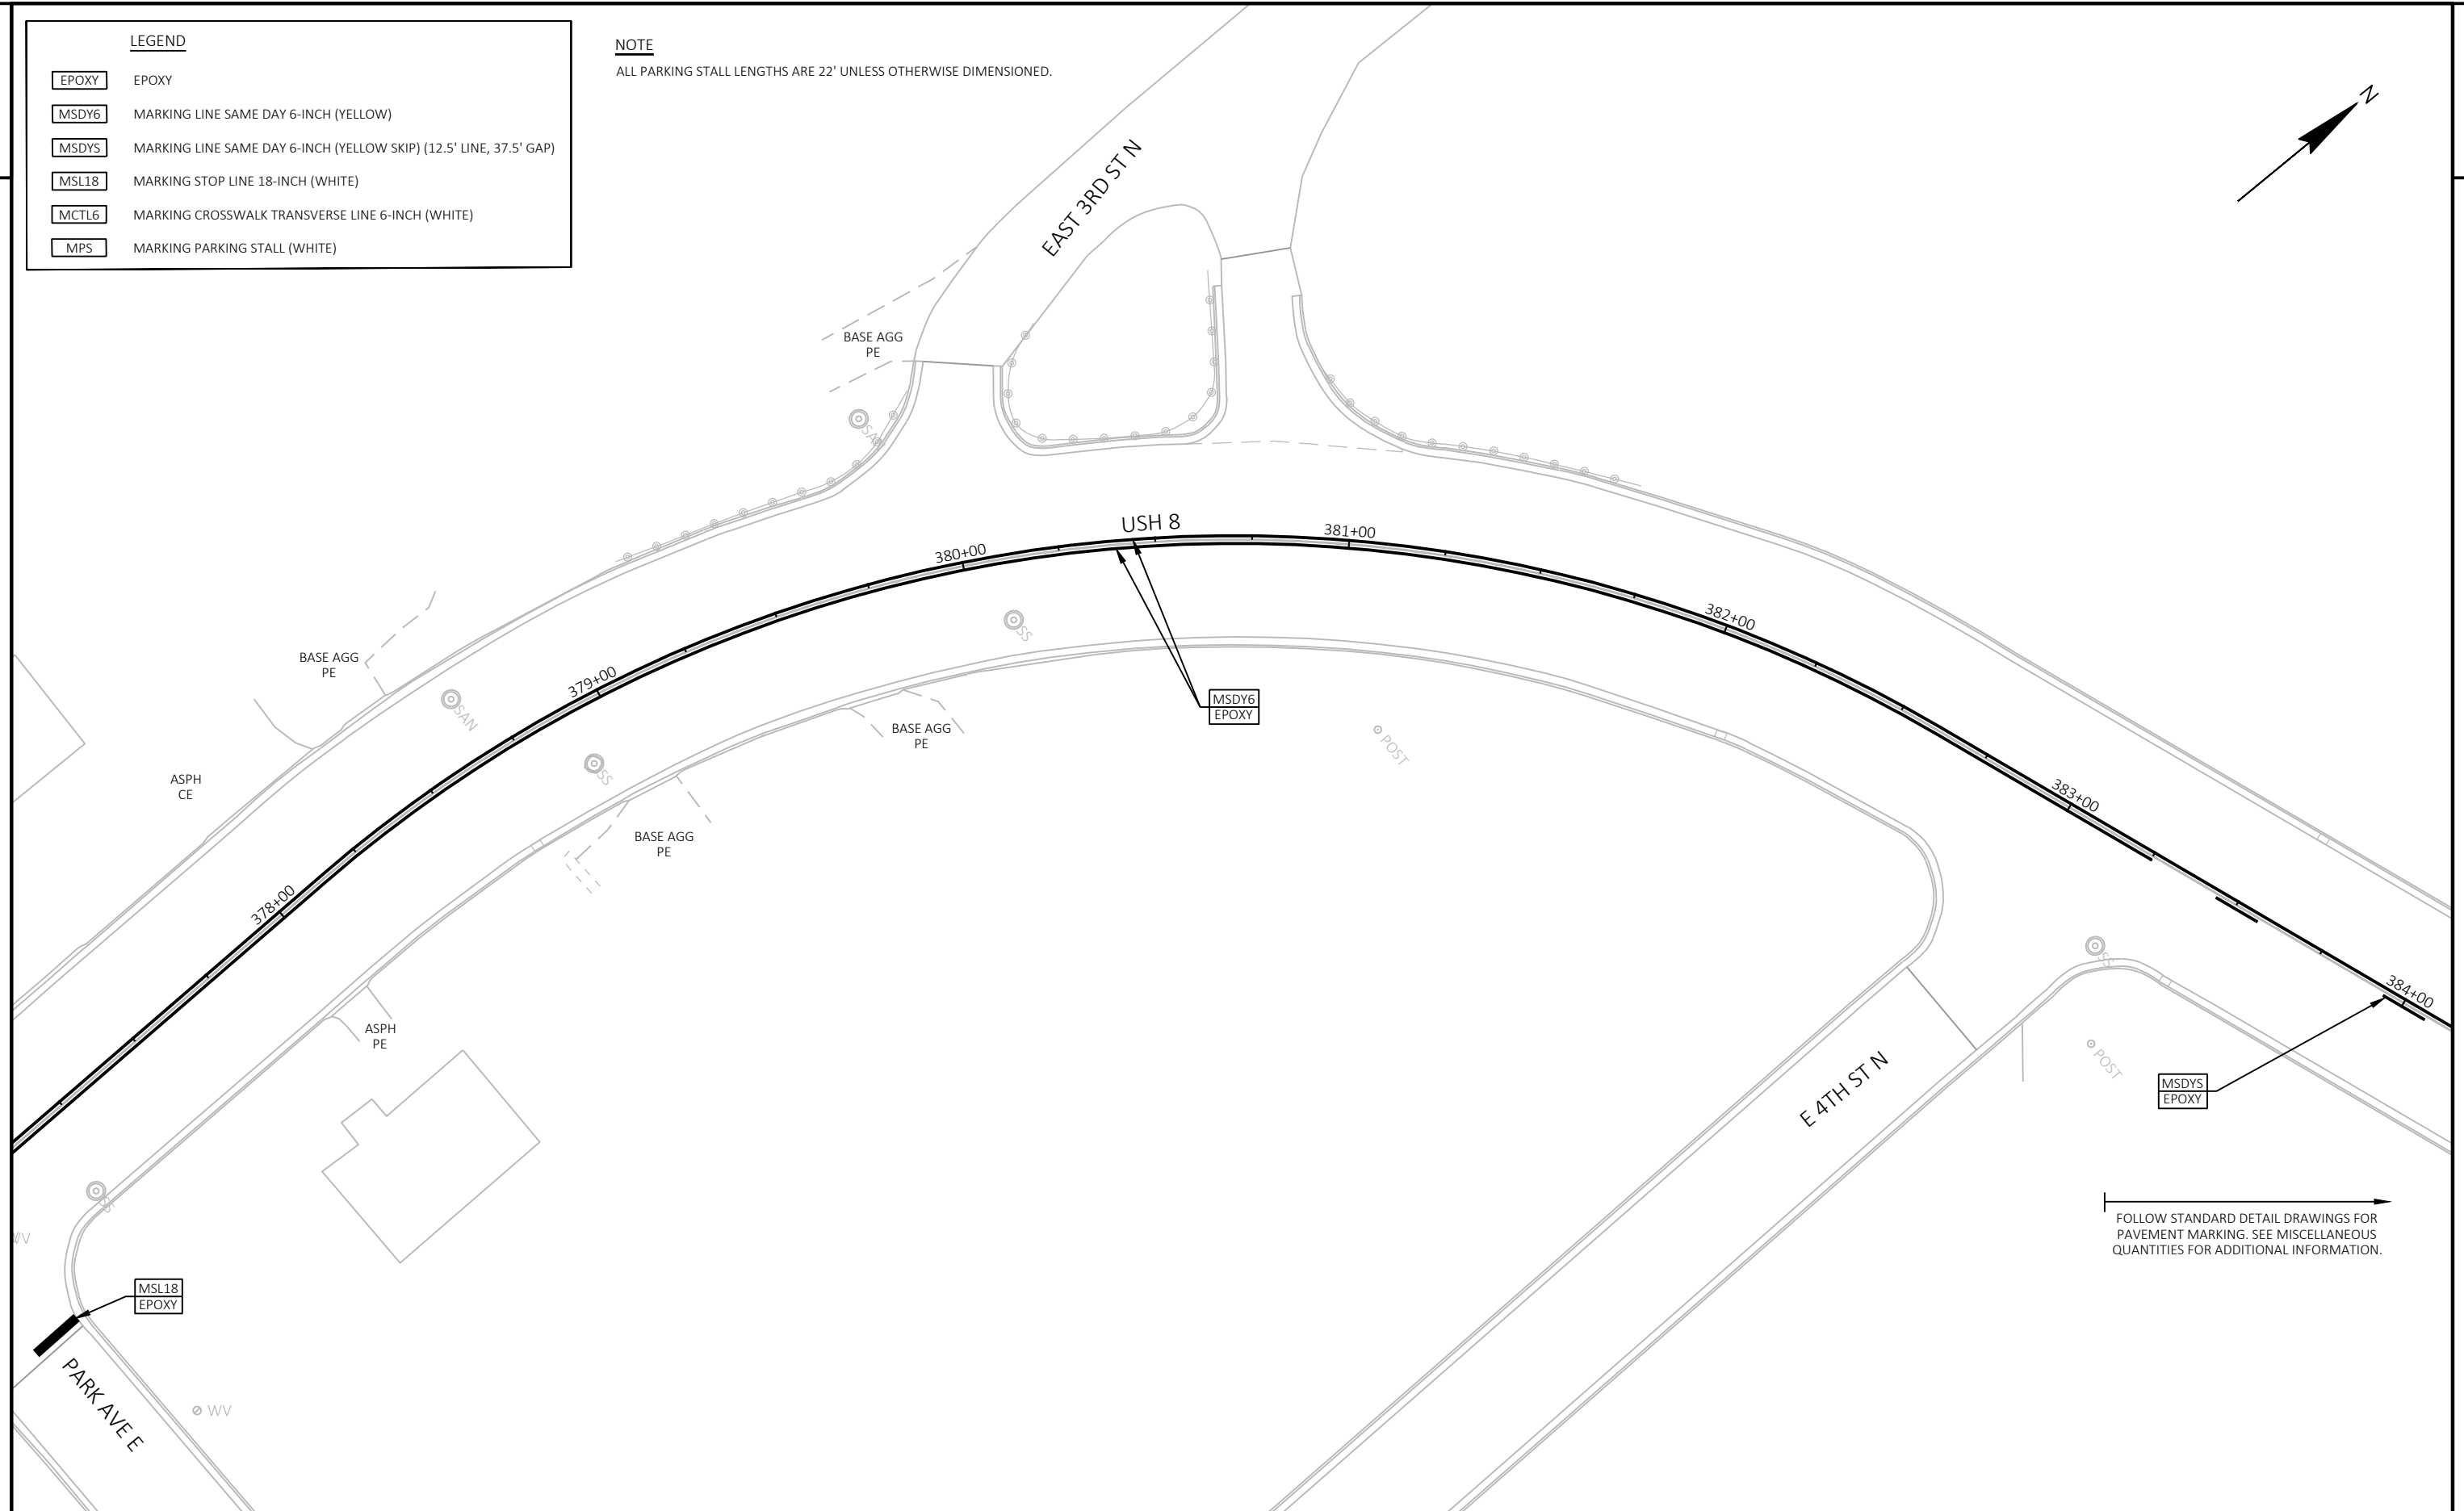 LEGEND
EPOXY EPOXY
MSDY6 MARKING LINE SAME DAY 6-INCH (YELLOW)
MSDYS MARKING LINE SAME DAY 6-INCH (YELLOW SKIP) (12.5' LINE, 37.5' GAP)
MSL18 MARKING STOP LINE 18-INCH (WHITE)
MCTL6 MARKING CROSSWALK TRANSVERSE LINE 6-INCH (WHITE)
MPS MARKING PARKING STALL (WHITE)
NOTE
ALL PARKING STALL LENGTHS ARE 22' UNLESS OTHERWISE DIMENSIONED.
N
EAST 3RD ST N
BASE AGG
PE
SAN
USH 8
380+00
381+00
382+00
SS
BASE AGG
PE
379+00
SAN
MSDY6
EPOXY
BASE AGG
PE
POST
SS
ASPH
CE
383+00
BASE AGG
PE
378+00
SS
384+00
ASPH
PE
E 4TH ST N
POST
MSDYS
EPOXY
SS
WV
FOLLOW STANDARD DETAIL DRAWINGS FOR
PAVEMENT MARKING. SEE MISCELLANEOUS
QUANTITIES FOR ADDITIONAL INFORMATION.
MSL18
EPOXY
PARK AVE E
WV